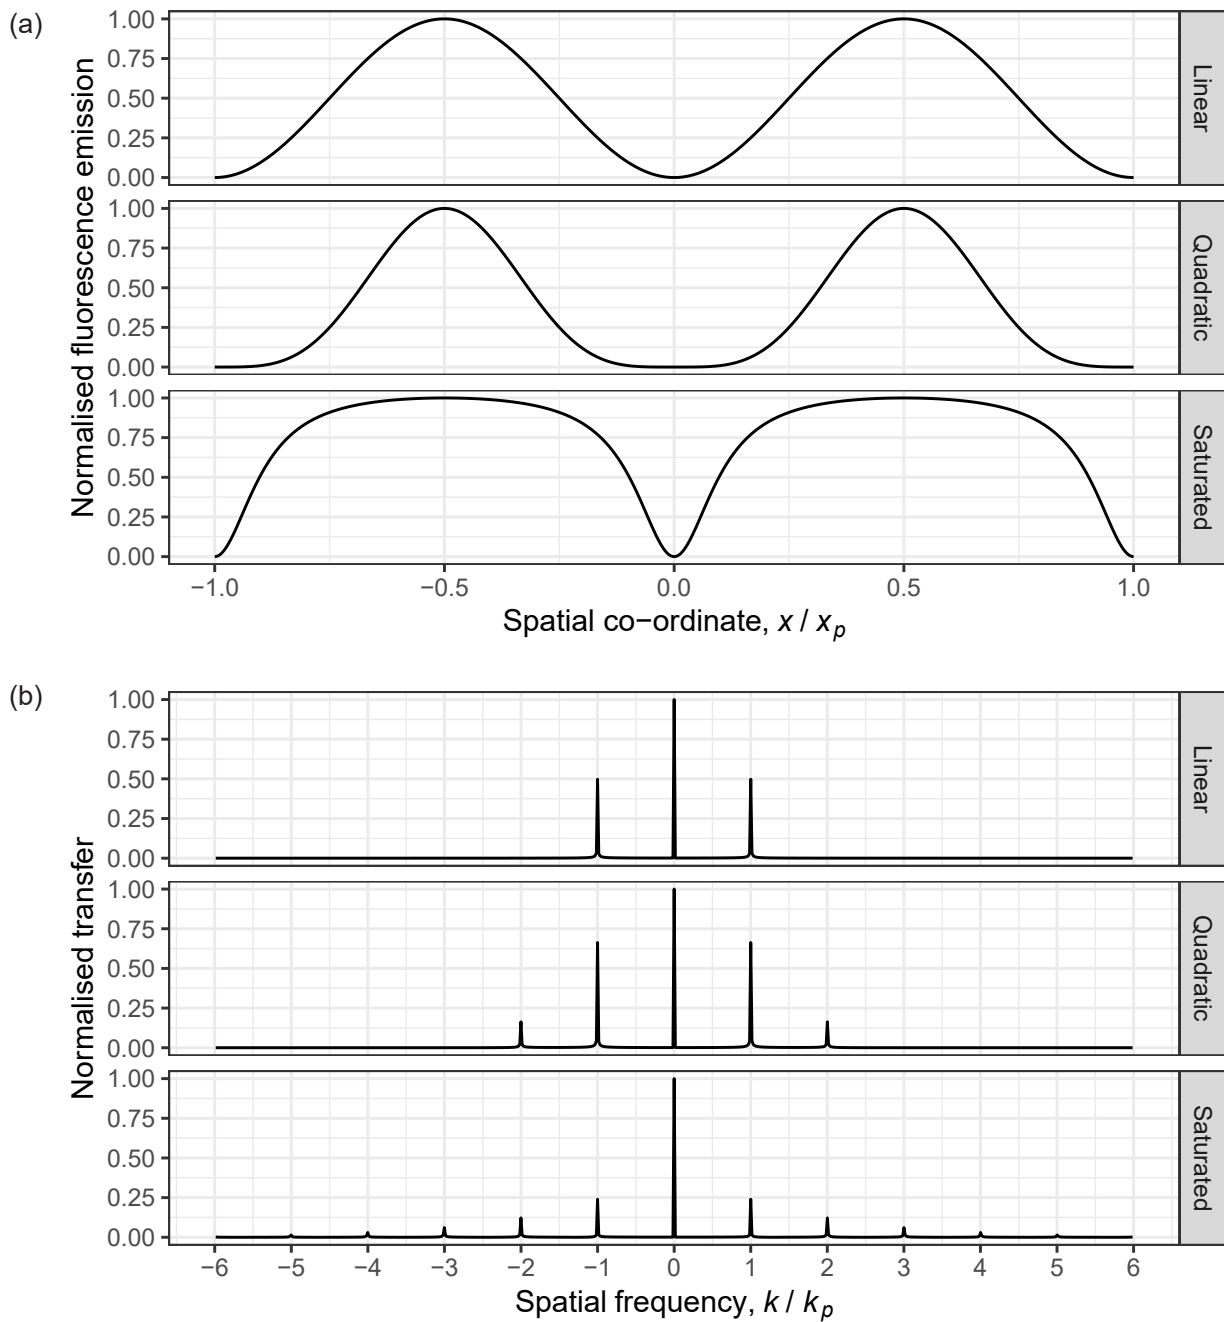 (a)
Normalised fluorescence emission
1.00
0.75
0.50
0.25
0.00
Linear
1.00
0.75
0.50
0.25
0.00
Quadratic
1.00
0.75
0.50
0.25
0.00
Saturated
−1.0 −0.5 0.0 0.5 1.0
Spatial co−ordinate, x / xₚ
(b)
Normalised transfer
1.00
0.75
0.50
0.25
0.00
Linear
1.00
0.75
0.50
0.25
0.00
Quadratic
1.00
0.75
0.50
0.25
0.00
Saturated
−6 −5 −4 −3 −2 −1 0 1 2 3 4 5 6
Spatial frequency, k / kₚ